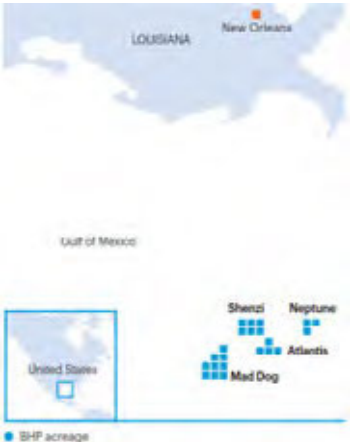 New Orleans
LOUISIANA
Gulf of Mexico
Shenzi
Neptune
Atlantis
Mad Dog
United States
BHP acreage